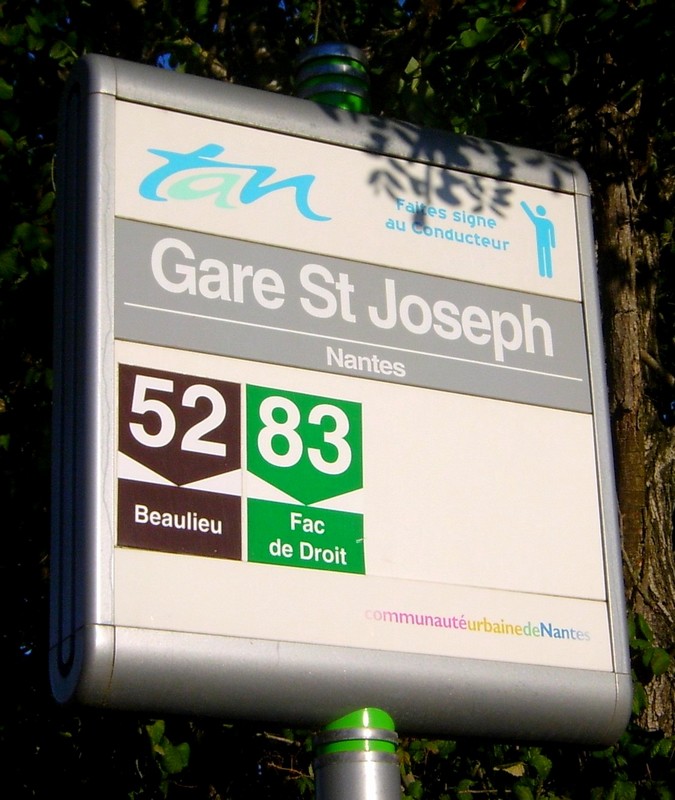 tan
Faites signe
au Conducteur
Gare St Joseph
Nantes
52
Beaulieu
83
Fac
de Droit
communautéurbainedeNantes